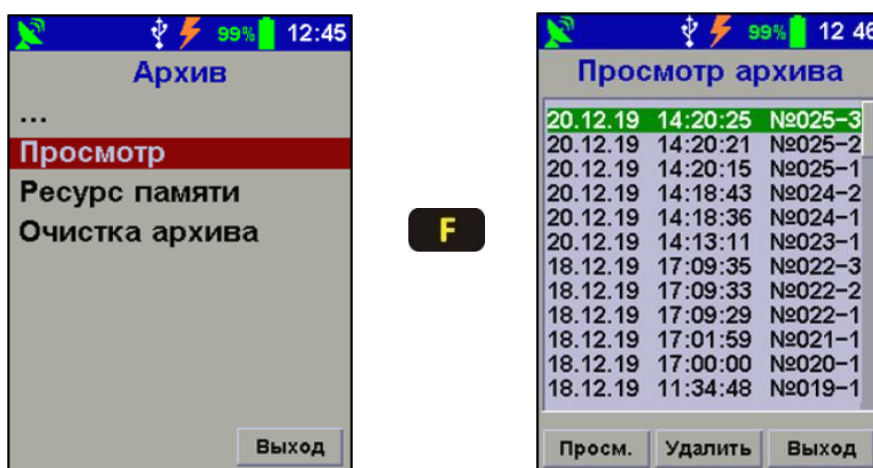 99% 12:45
Архив
...
Просмотр
Ресурс памяти
Очистка архива
Выход
F
99% 12 46
Просмотр архива
20.12.19 14:20:25 №025-3
20.12.19 14:20:21 №025-2
20.12.19 14:20:15 №025-1
20.12.19 14:18:43 №024-2
20.12.19 14:18:36 №024-1
20.12.19 14:13:11 №023-1
18.12.19 17:09:35 №022-3
18.12.19 17:09:33 №022-2
18.12.19 17:09:29 №022-1
18.12.19 17:01:59 №021-1
18.12.19 17:00:00 №020-1
18.12.19 11:34:48 №019-1
Просм. Удалить Выход